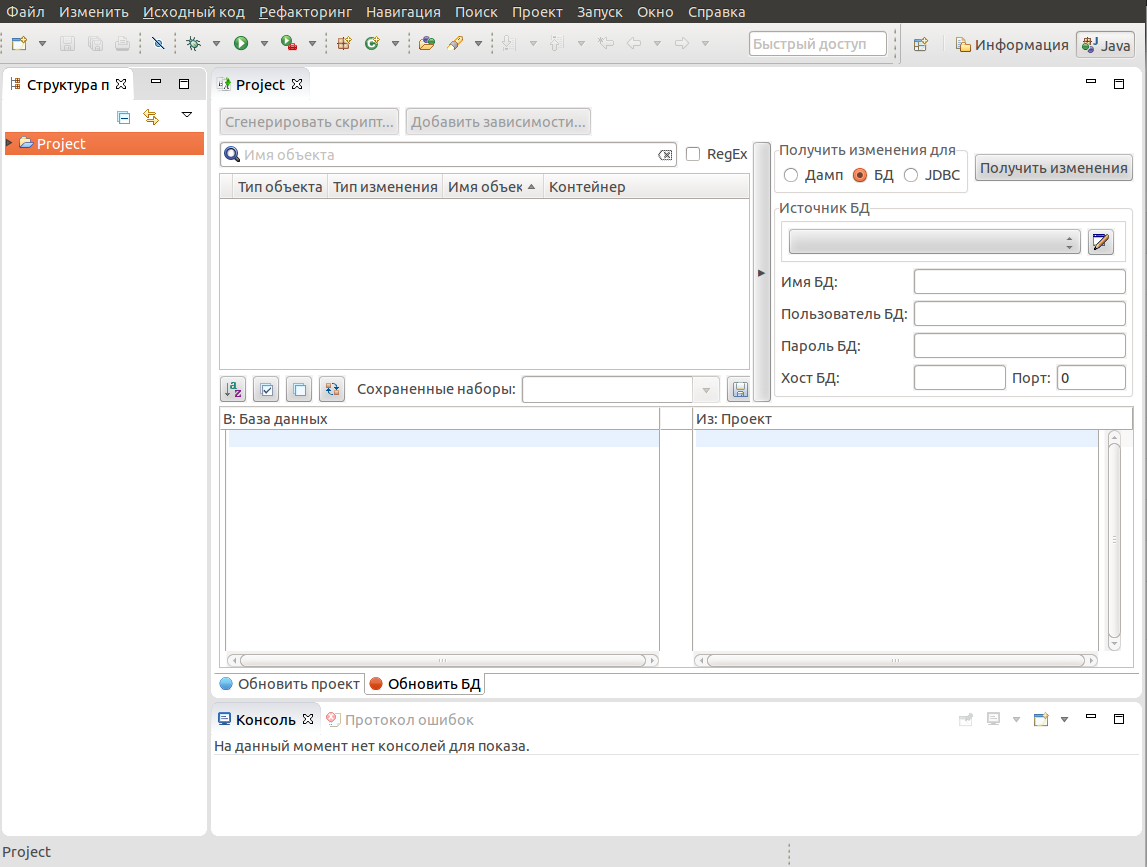 Файл Изменить Исходный код Рефакторинг Навигация Поиск Проект Запуск Окно Справка
Быстрый доступ Информация Java
Структура п
Project
Project
Сгенерировать скрипт... Добавить зависимости...
Имя объекта RegEx
Тип объекта Тип изменения Имя объек Контейнер
Получить изменения для
Дамп БД JDBC Получить изменения
Источник БД
Имя БД:
Пользователь БД:
Пароль БД:
Хост БД: Порт: 0
Сохраненные наборы:
В: База данных Из: Проект
Обновить проект Обновить БД
Консоль Протокол ошибок
На данный момент нет консолей для показа.
Project